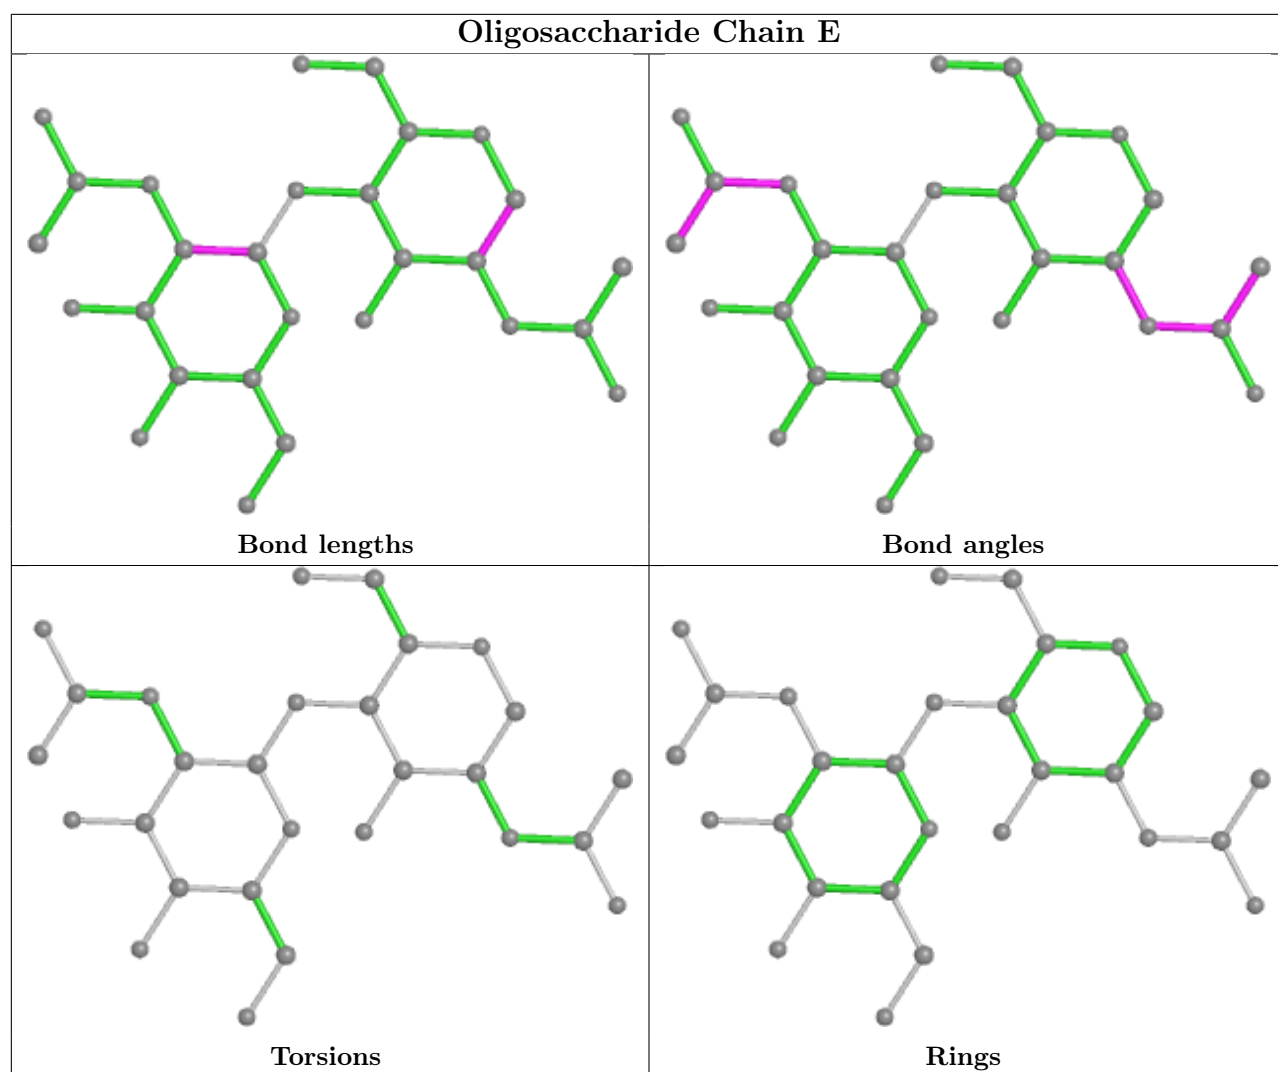 Oligosaccharide Chain E
Bond lengths
Bond angles
Torsions
Rings